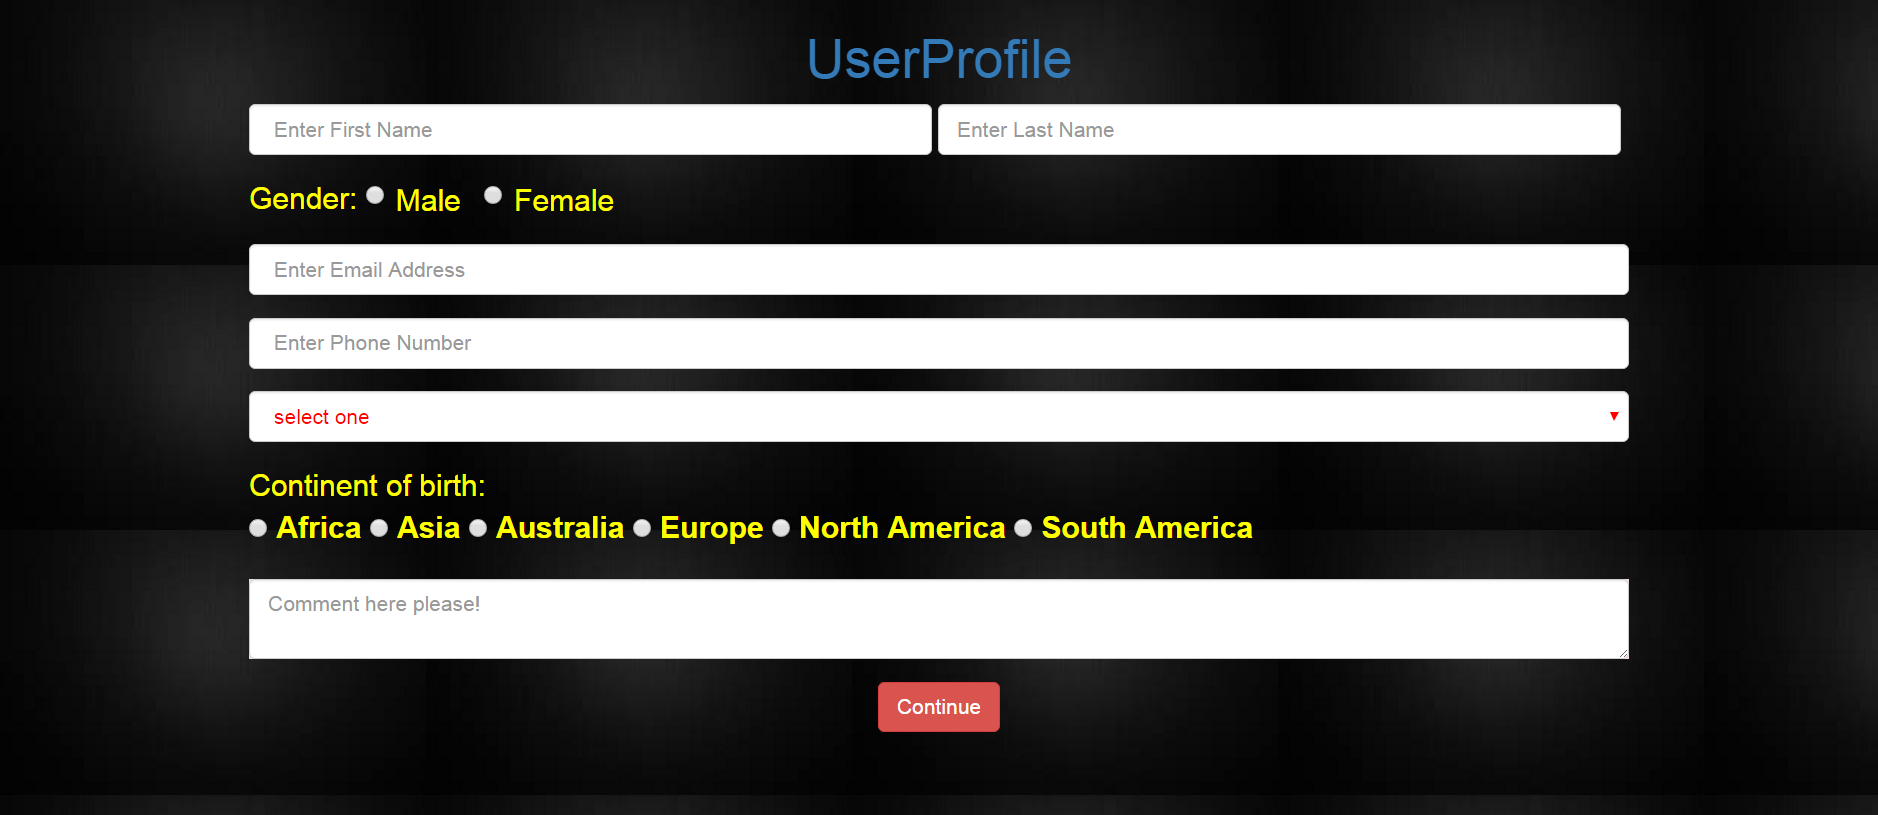 UserProfile
Enter First Name Enter Last Name
Gender: Male Female
Enter Email Address
Enter Phone Number
select one
Continent of birth:
Africa Asia Australia Europe North America South America
Comment here please!
Continue